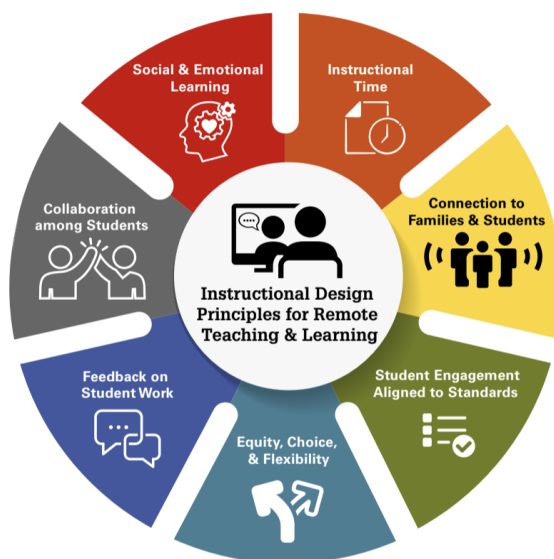 Social & Emotional
Learning
Instructional
Time
Connection to
Families & Students
Student Engagement
Aligned to Standards
Equity, Choice,
& Flexibility
Feedback on
Student Work
Collaboration
among Students
Instructional Design
Principles for Remote
Teaching & Learning